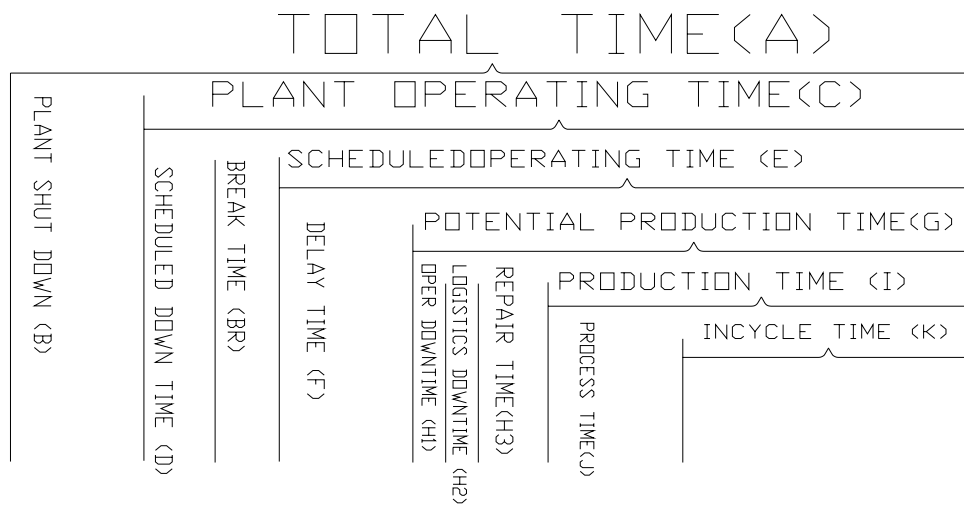 TOTAL TIME(A)
PLANT OPERATING TIME(C)
PLANT SHUT DOWN (B)
SCHEDULED DOWN TIME (D)
BREAK TIME (BR)
SCHEDULEDOPERATING TIME (E)
DELAY TIME (F)
POTENTIAL PRODUCTION TIME(G)
OPER DOWNTIME (H1)
LOGISTICS DOWNTIME (H2)
REPAIR TIME(H3)
PRODUCTION TIME (I)
PROCESS TIME(J)
INCYCLE TIME (K)